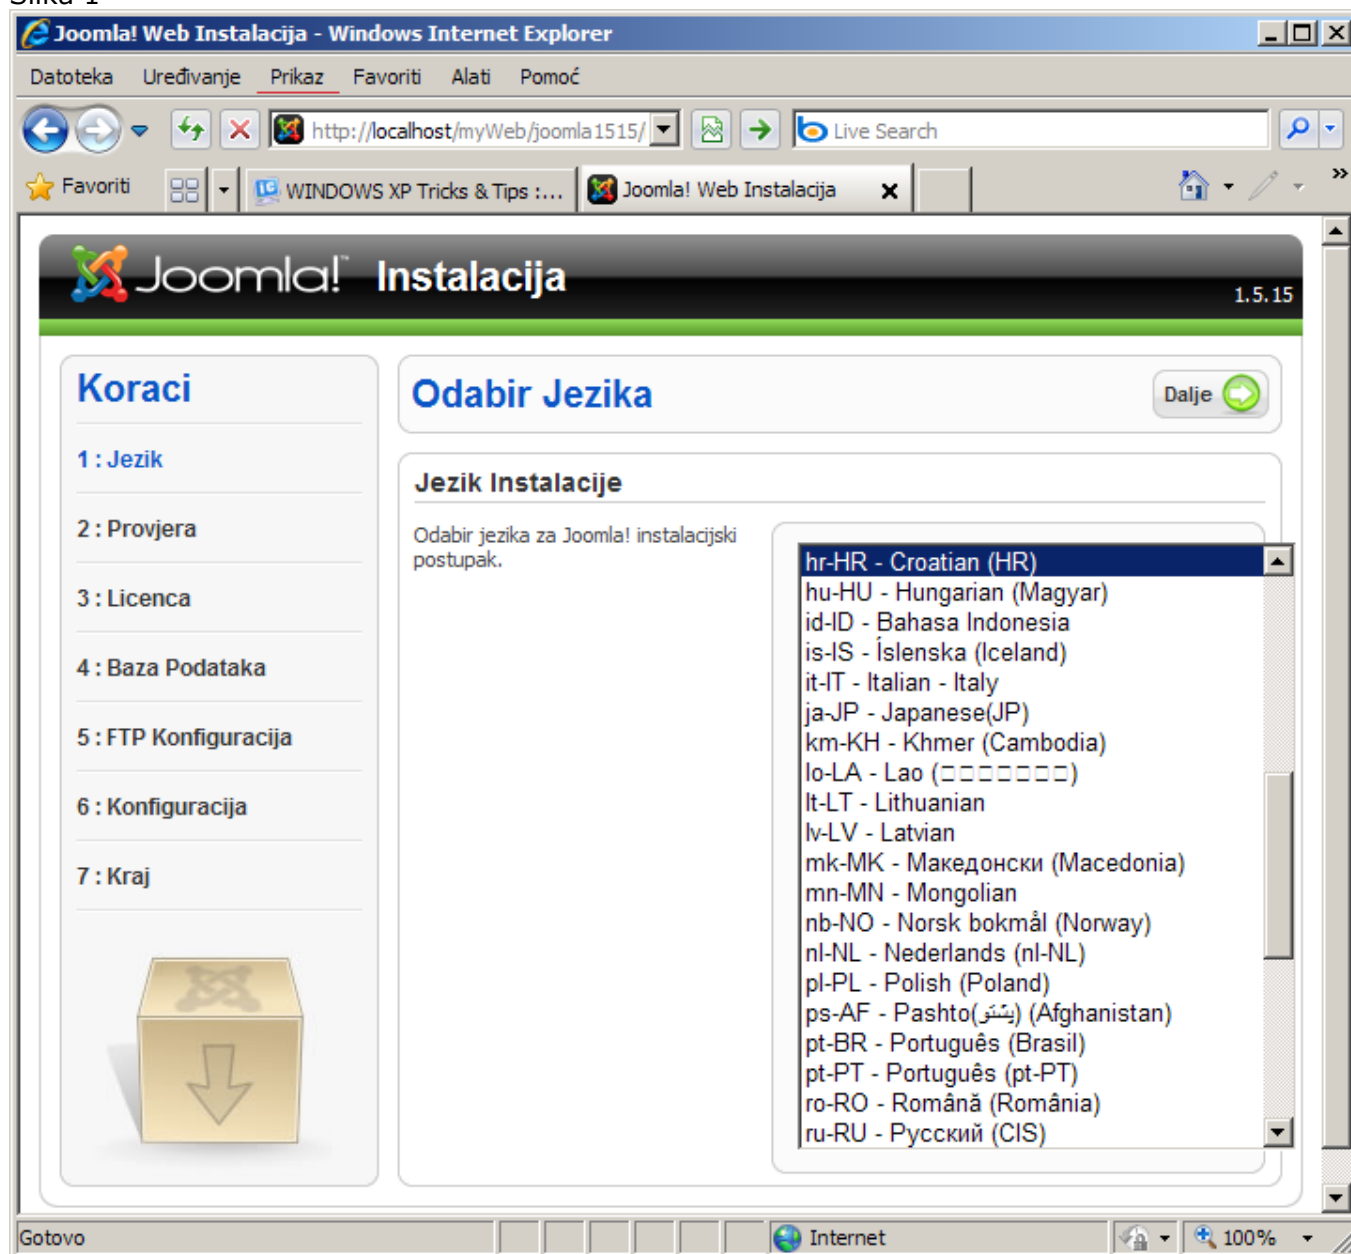 Slika 1
Joomla! Web Instalacija - Windows Internet Explorer
Datoteka Uređivanje Prikaz Favoriti Alati Pomoć
http://localhost/myWeb/joomla1515/ Live Search
Favoriti WINDOWS XP Tricks & Tips :... Joomla! Web Instalacija
Joomla!™ Instalacija
1.5.15
Koraci
1 : Jezik
2 : Provjera
3 : Licenca
4 : Baza Podataka
5 : FTP Konfiguracija
6 : Konfiguracija
7 : Kraj
Odabir Jezika
Dalje
Jezik Instalacije
Odabir jezika za Joomla! instalacijski
postupak.
hr-HR - Croatian (HR)
hu-HU - Hungarian (Magyar)
id-ID - Bahasa Indonesia
is-IS - Íslenska (Iceland)
it-IT - Italian - Italy
ja-JP - Japanese(JP)
km-KH - Khmer (Cambodia)
lo-LA - Lao (□□□□□□□)
lt-LT - Lithuanian
lv-LV - Latvian
mk-MK - Македонски (Macedonia)
mn-MN - Mongolian
nb-NO - Norsk bokmål (Norway)
nl-NL - Nederlands (nl-NL)
pl-PL - Polish (Poland)
ps-AF - Pashto(پښتو) (Afghanistan)
pt-BR - Português (Brasil)
pt-PT - Português (pt-PT)
ro-RO - Română (România)
ru-RU - Русский (CIS)
Gotovo Internet 100%